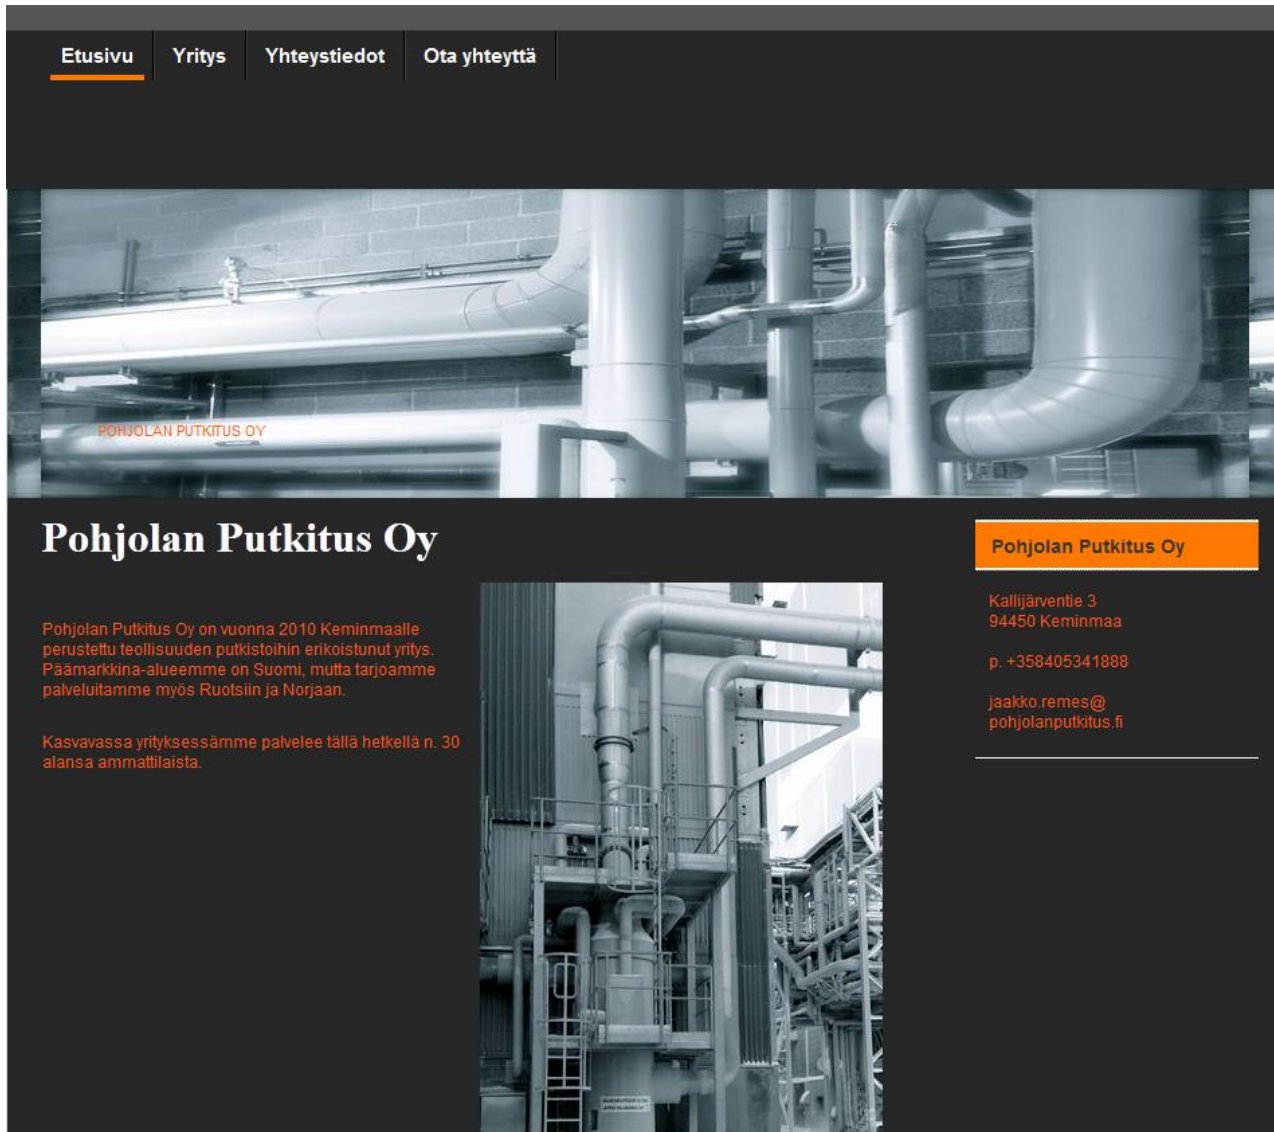 Etusivu
Yritys
Yhteystiedot
Ota yhteyttä
POHJOLAN PUTKITUS OY
Pohjolan Putkitus Oy
Pohjolan Putkitus Oy on vuonna 2010 Keminmaalle
perustettu teollisuuden putkistoihin erikoistunut yritys.
Päämarkkina-alueemme on Suomi, mutta tarjoamme
palveluitamme myös Ruotsiin ja Norjaan.
Kasvavassa yrityksessämme palvelee tällä hetkellä n. 30
alansa ammattilaista.
Pohjolan Putkitus Oy
Kallijärventie 3
94450 Keminmaa
p. +358405341888
jaakko.remes@
pohjolanputkitus.fi